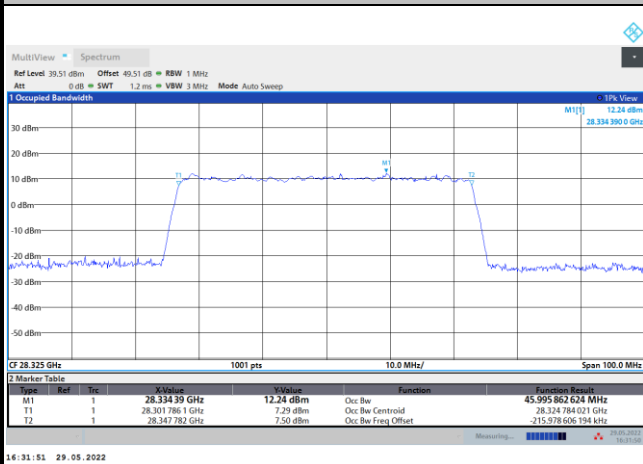 MultiView Spectrum
Ref Level 39.51 dBm Offset 49.51 dB RBW 1 MHz
Att 0 dB SWT 1.2 ms VBW 3 MHz Mode Auto Sweep
1 Occupied Bandwidth 1Pk View
M1[1] 12.24 dBm
28.334 390 0 GHz
30 dBm
20 dBm
M1
T1 T2
10 dBm
0 dBm
-10 dBm
-20 dBm
-30 dBm
-40 dBm
-50 dBm
CF 28.325 GHz 1001 pts 10.0 MHz/ Span 100.0 MHz
2 Marker Table
Type Ref Trc X-Value Y-Value Function Function Result
M1 1 28.334 39 GHz 12.24 dBm Occ Bw 45.995 862 624 MHz
T1 1 28.301 786 1 GHz 7.29 dBm Occ Bw Centroid 28.324 784 021 GHz
T2 1 28.347 782 GHz 7.50 dBm Occ Bw Freq Offset -215.978 606 194 kHz
Measuring... 29.05.2022
16:31:50
16:31:51 29.05.2022